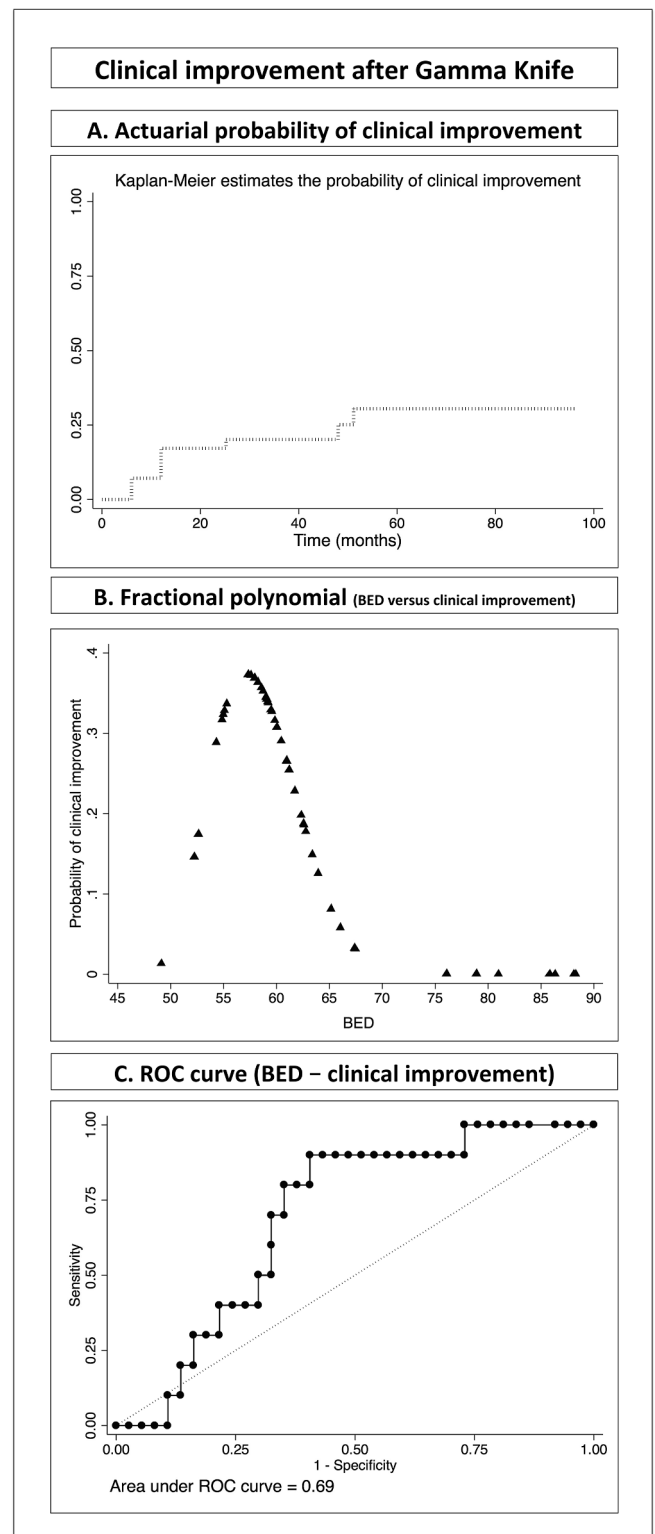 Clinical improvement after Gamma Knife
A. Actuarial probability of clinical improvement
Kaplan-Meier estimates the probability of clinical improvement
1.00
0.75
0.50
0.25
0.00
0 20 40 60 80 100
Time (months)
B. Fractional polynomial (BED versus clinical improvement)
Probability of clinical improvement
.4
.3
.2
.1
0
45 50 55 60 65 70 75 80 85 90
BED
C. ROC curve (BED – clinical improvement)
Sensitivity
1.00
0.75
0.50
0.25
0.00
0.00 0.25 0.50 0.75 1.00
1 - Specificity
Area under ROC curve = 0.69